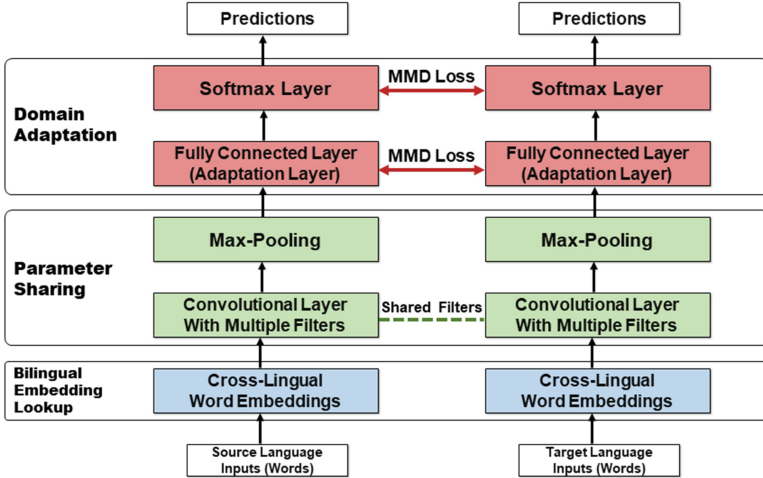 Predictions
Predictions
Domain
Adaptation
Softmax Layer
MMD Loss
Softmax Layer
Fully Connected Layer
(Adaptation Layer)
MMD Loss
Fully Connected Layer
(Adaptation Layer)
Parameter
Sharing
Max-Pooling
Max-Pooling
Convolutional Layer
With Multiple Filters
Shared Filters
Convolutional Layer
With Multiple Filters
Bilingual
Embedding
Lookup
Cross-Lingual
Word Embeddings
Cross-Lingual
Word Embeddings
Source Language
Inputs (Words)
Target Language
Inputs (Words)